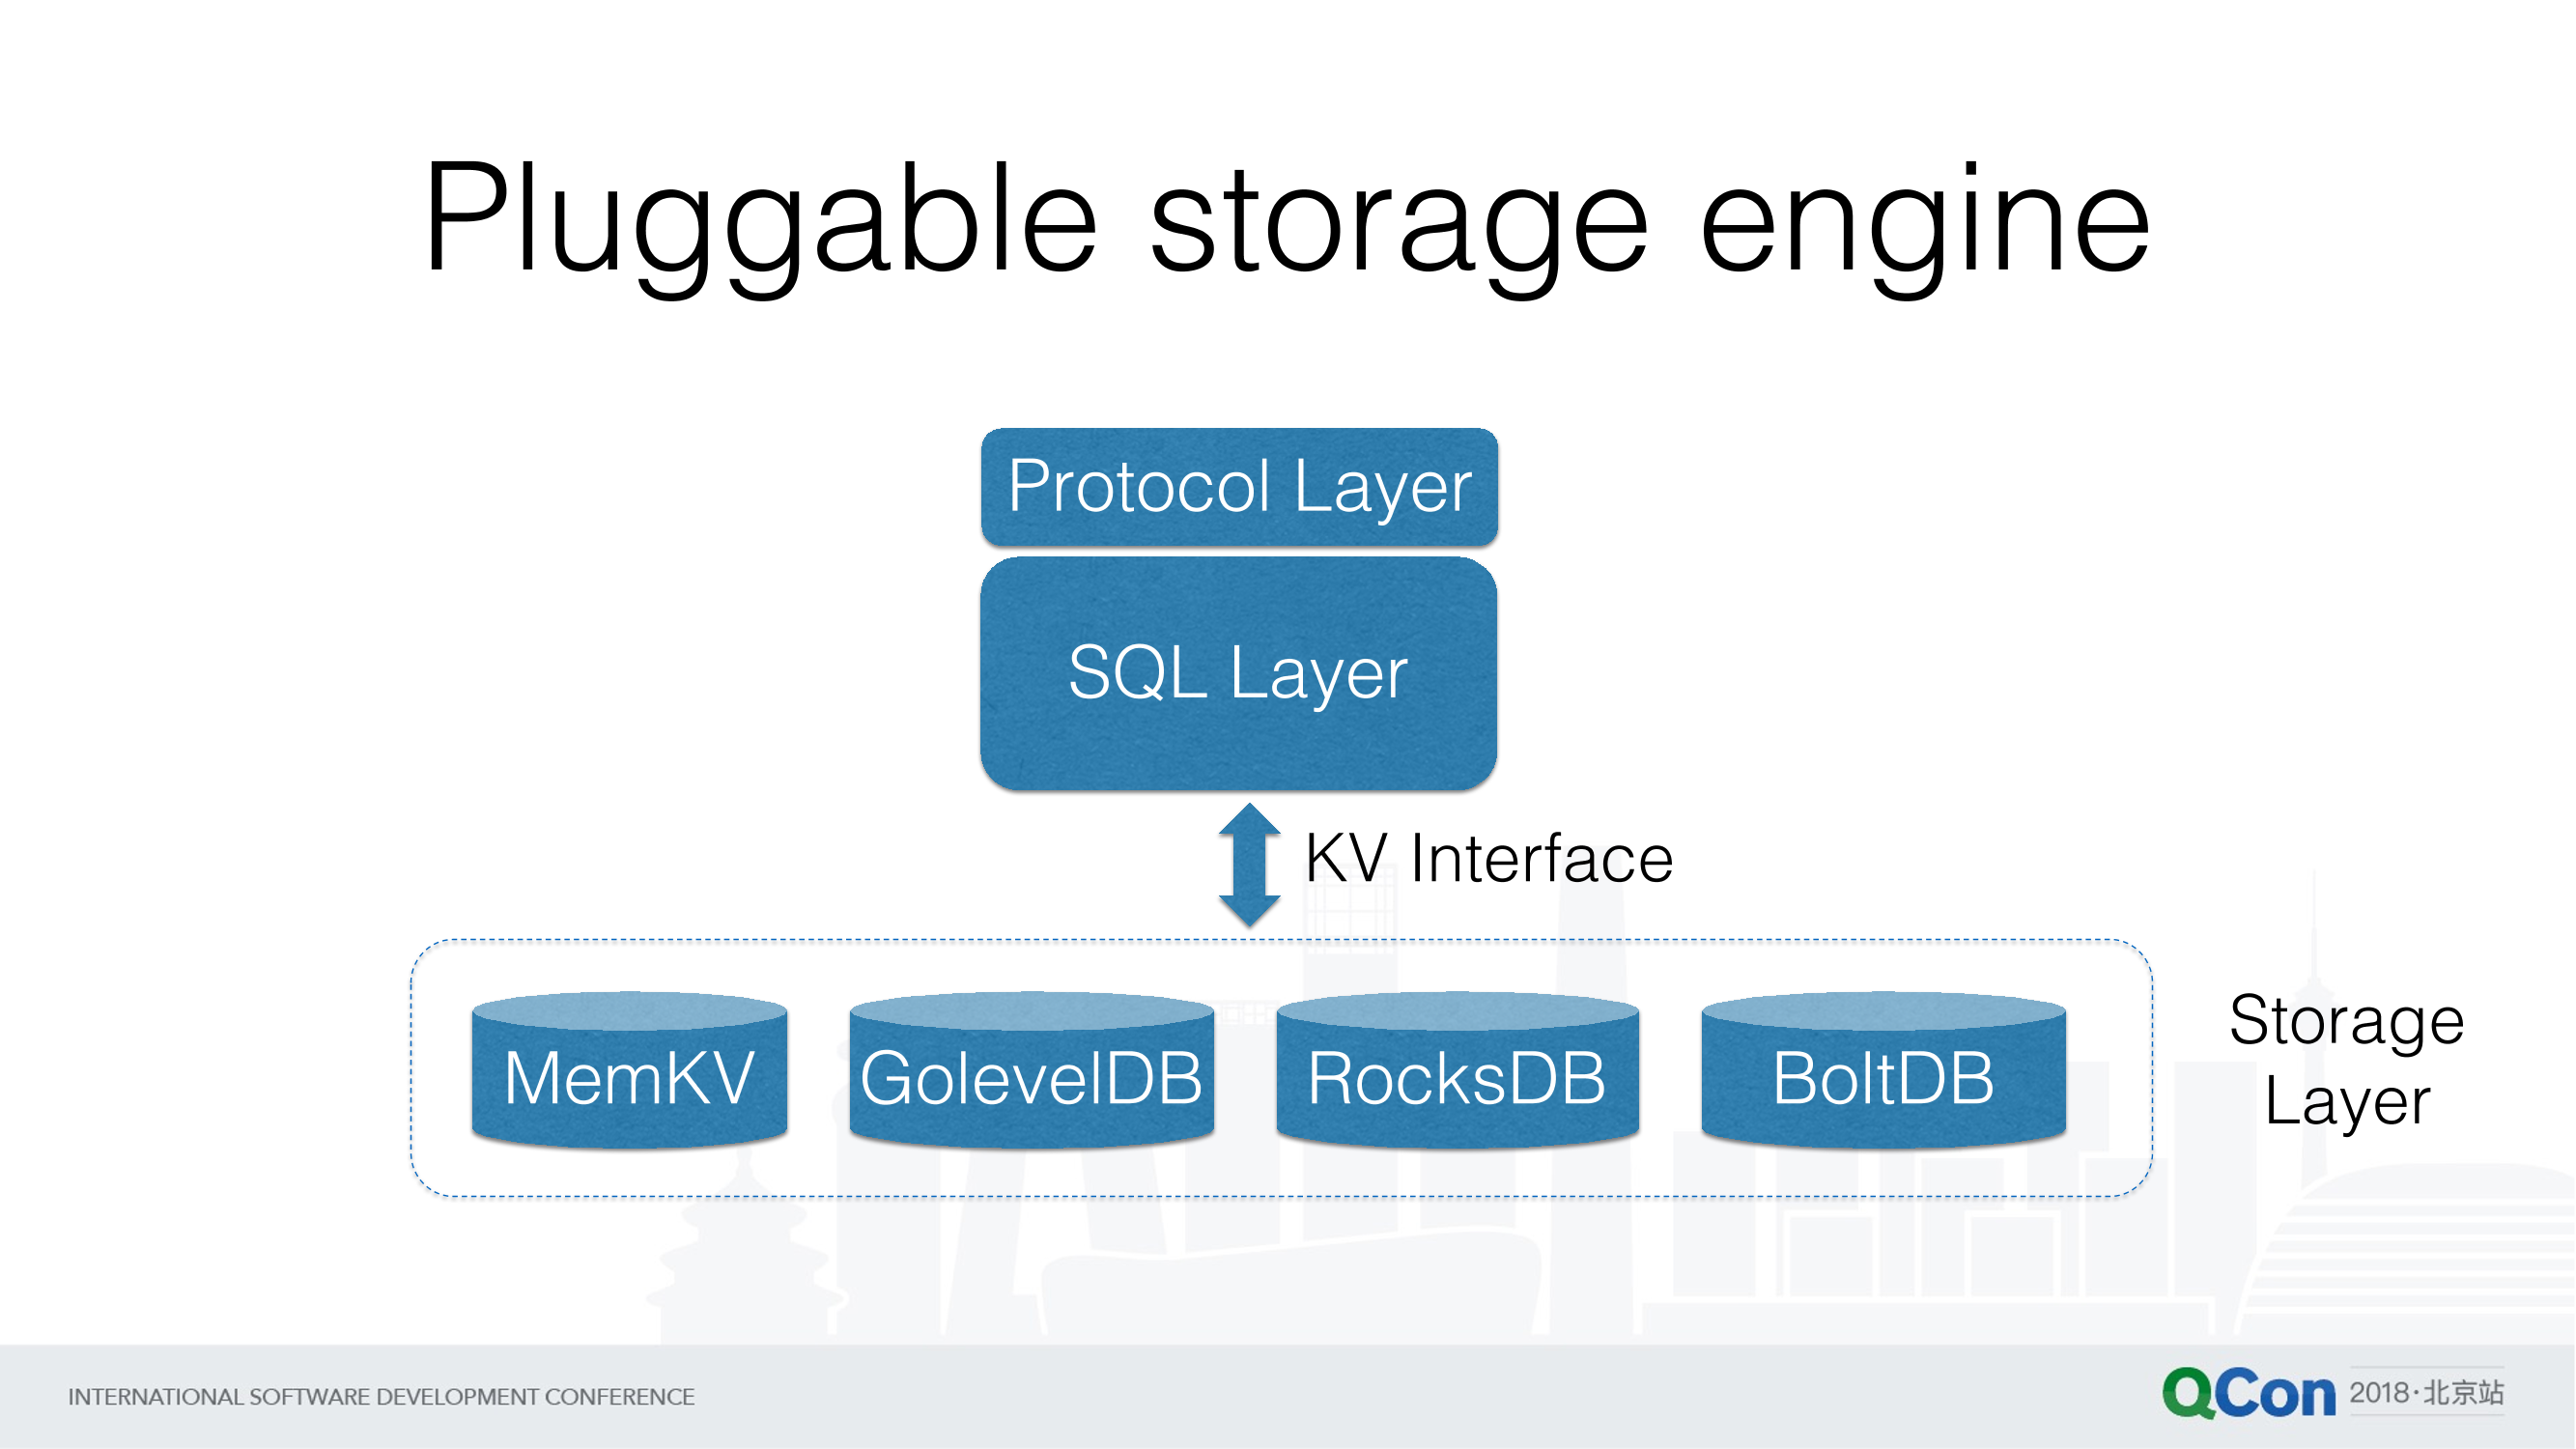 Pluggable storage engine
Protocol Layer
SQL Layer
KV Interface
MemKV
GolevelDB
RocksDB
BoltDB
Storage
Layer
INTERNATIONAL SOFTWARE DEVELOPMENT CONFERENCE
QCon 2018·北京站